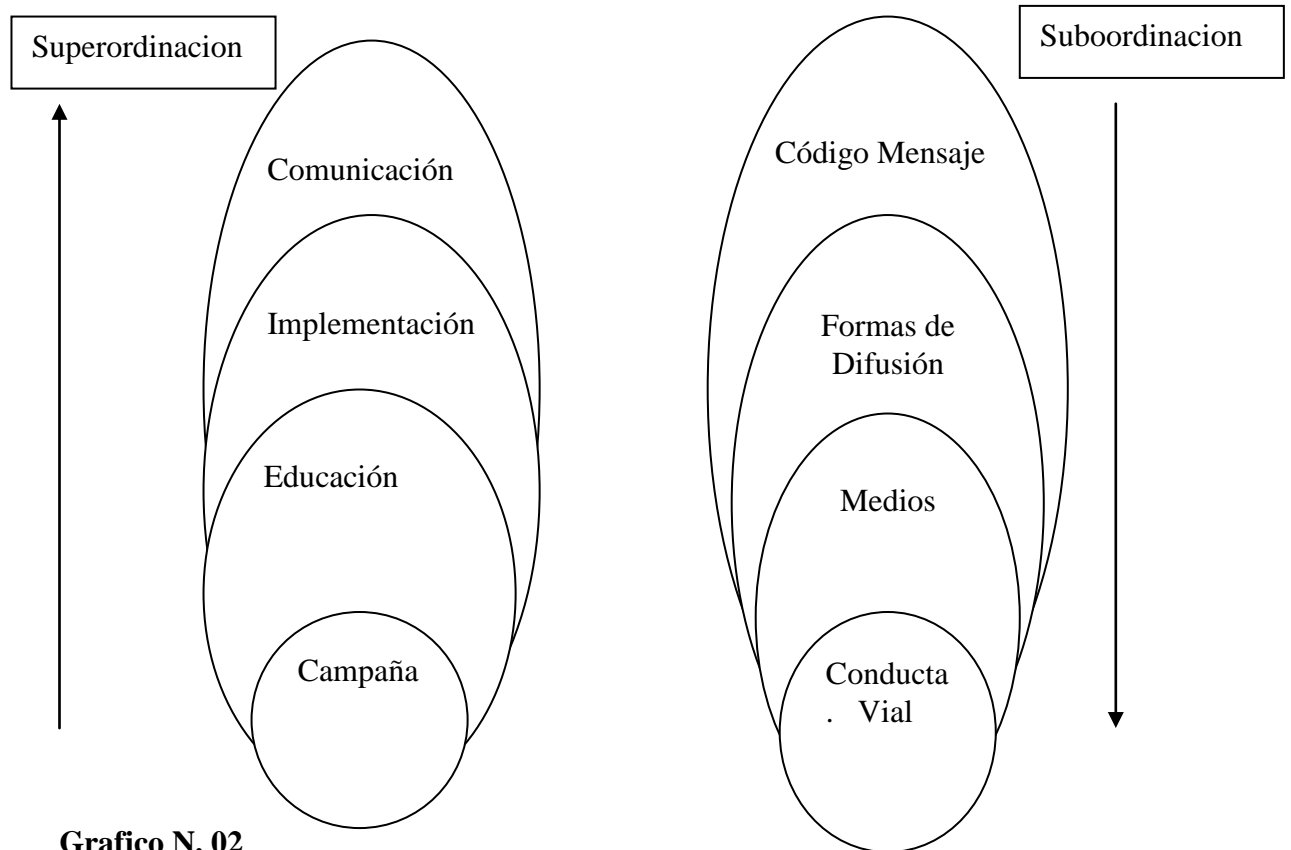 Superordinacion
Suboordinacion
Comunicación
Implementación
Educación
Campaña
Código Mensaje
Formas de
Difusión
Medios
Conducta
. Vial
Grafico N. 02